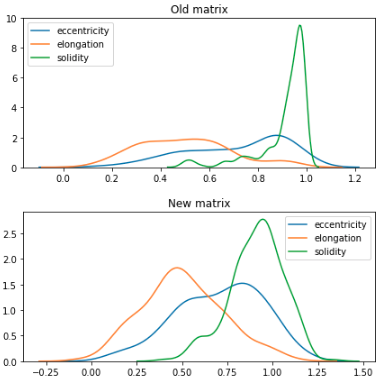 Old matrix
10
8
6
4
2
0
eccentricity
elongation
solidity
0.0 0.2 0.4 0.6 0.8 1.0 1.2
New matrix
2.5
2.0
1.5
1.0
0.5
0.0
eccentricity
elongation
solidity
−0.25 0.00 0.25 0.50 0.75 1.00 1.25 1.50